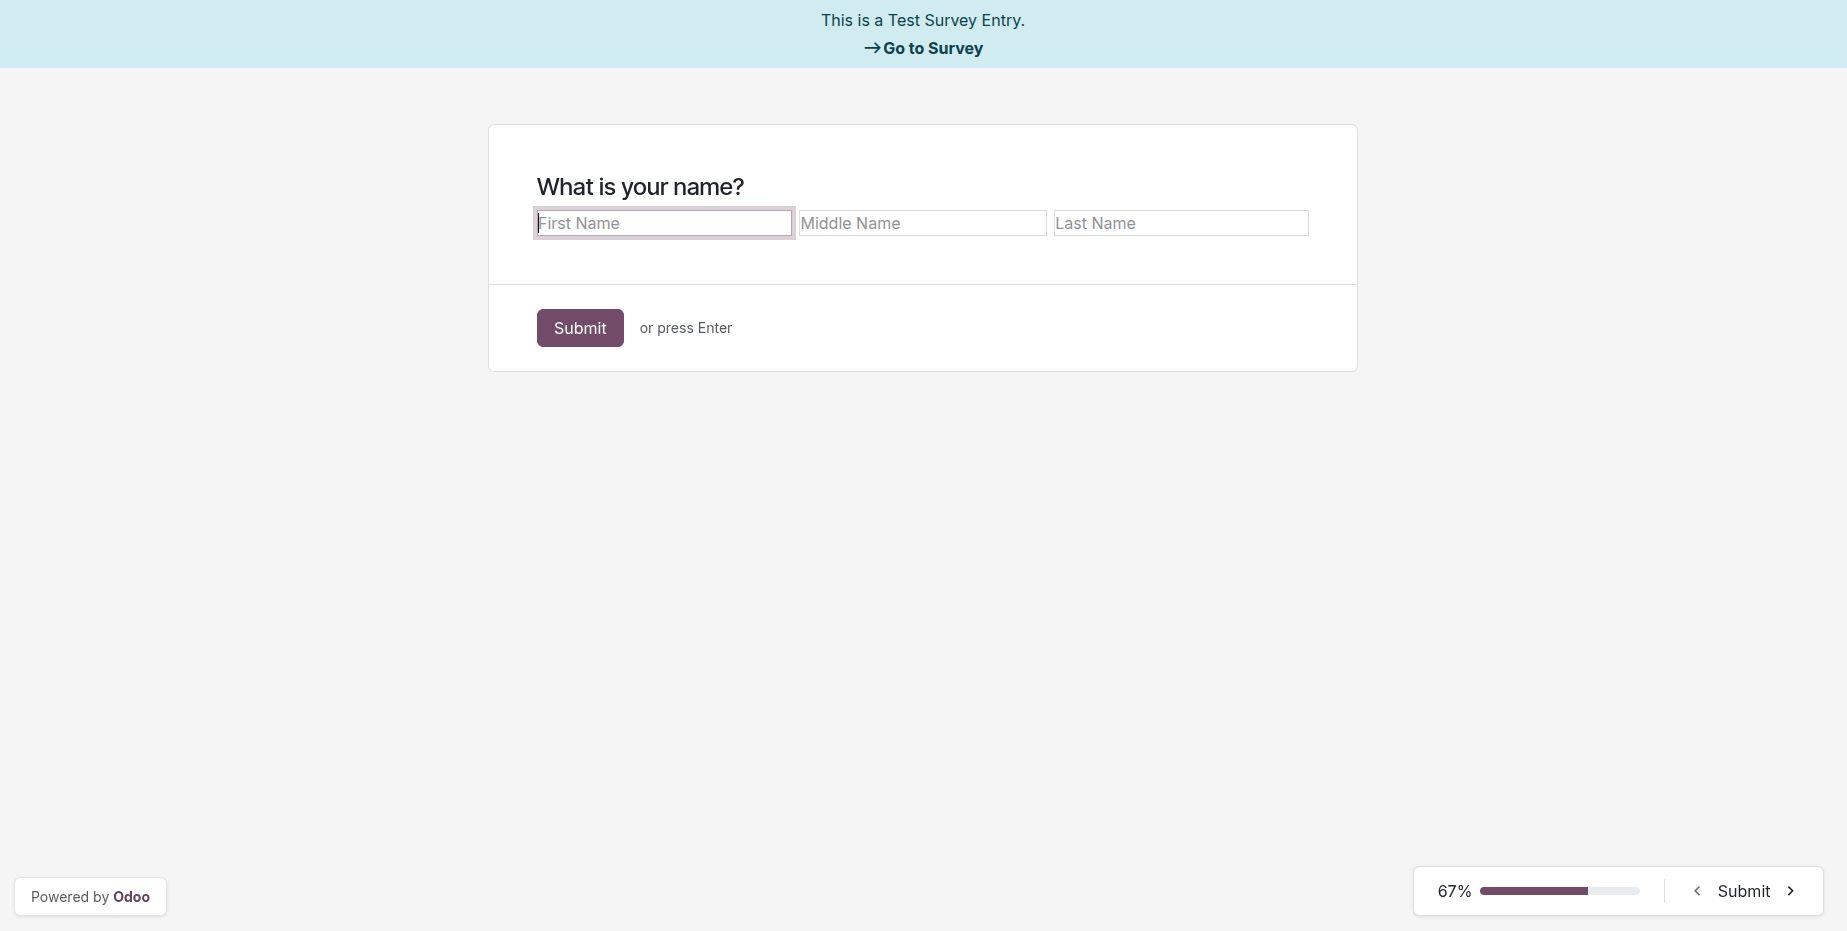 This is a Test Survey Entry.
→Go to Survey
What is your name?
First Name Middle Name Last Name
Submit or press Enter
Powered by Odoo
67% Submit